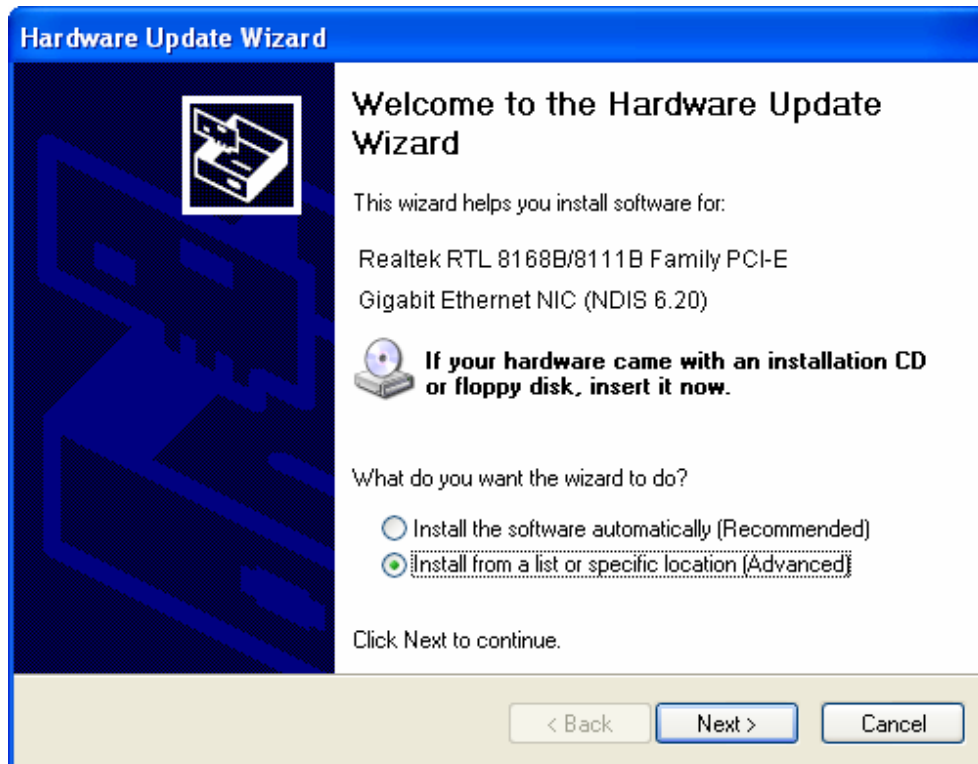 Hardware Update Wizard
Welcome to the Hardware Update
Wizard
This wizard helps you install software for:
Realtek RTL 8168B/8111B Family PCI-E
Gigabit Ethernet NIC (NDIS 6.20)
If your hardware came with an installation CD
or floppy disk, insert it now.
What do you want the wizard to do?
Install the software automatically (Recommended)
Install from a list or specific location (Advanced)
Click Next to continue.
< Back Next > Cancel